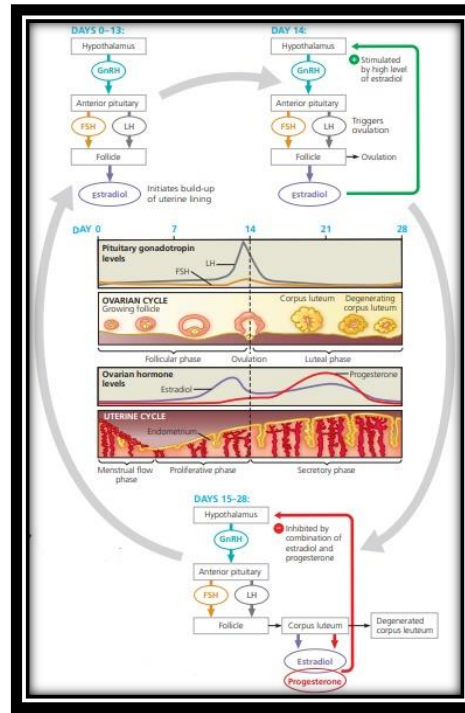 DAYS 0–13:
Hypothalamus
GnRH
Anterior pituitary
FSH
LH
Follicle
Estradiol
Initiates build-up
of uterine lining
DAY 14:
Hypothalamus
GnRH
+ Stimulated
by high level
of estradiol
Anterior pituitary
FSH
LH
Triggers
ovulation
Follicle
Ovulation
Estradiol
DAY 0 7 14 21 28
Pituitary gonadotropin
levels
LH
FSH
OVARIAN CYCLE
Growing follicle
Corpus luteum
Degenerating
corpus luteum
Follicular phase
Ovulation
Luteal phase
Ovarian hormone
levels
Estradiol
Progesterone
UTERINE CYCLE
Endometrium
Menstrual flow
phase
Proliferative phase
Secretory phase
DAYS 15–28:
Hypothalamus
GnRH
– Inhibited by
combination of
estradiol and
progesterone
Anterior pituitary
FSH
LH
Follicle
Corpus luteum
Degenerated
corpus leuteum
Estradiol
Progesterone